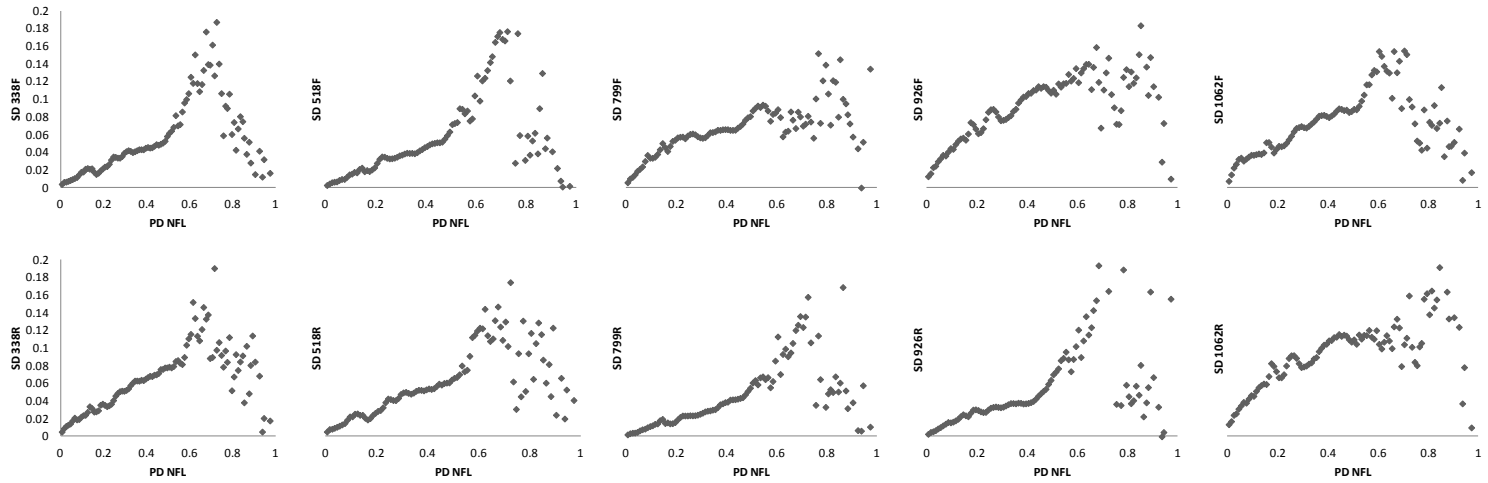 0.2
0.18
0.16
0.14
0.12
0.1
0.08
0.06
0.04
0.02
0
SD 338F
0 0.2 0.4 0.6 0.8 1
PD NFL
SD 518F
0 0.2 0.4 0.6 0.8 1
PD NFL
SD 799F
0 0.2 0.4 0.6 0.8 1
PD NFL
SD 926F
0 0.2 0.4 0.6 0.8 1
PD NFL
SD 1062F
0 0.2 0.4 0.6 0.8 1
PD NFL
0.2
0.18
0.16
0.14
0.12
0.1
0.08
0.06
0.04
0.02
0
SD 338R
0 0.2 0.4 0.6 0.8 1
PD NFL
SD 518R
0 0.2 0.4 0.6 0.8 1
PD NFL
SD 799R
0 0.2 0.4 0.6 0.8 1
PD NFL
SD 926R
0 0.2 0.4 0.6 0.8 1
PD NFL
SD 1062R
0 0.2 0.4 0.6 0.8 1
PD NFL